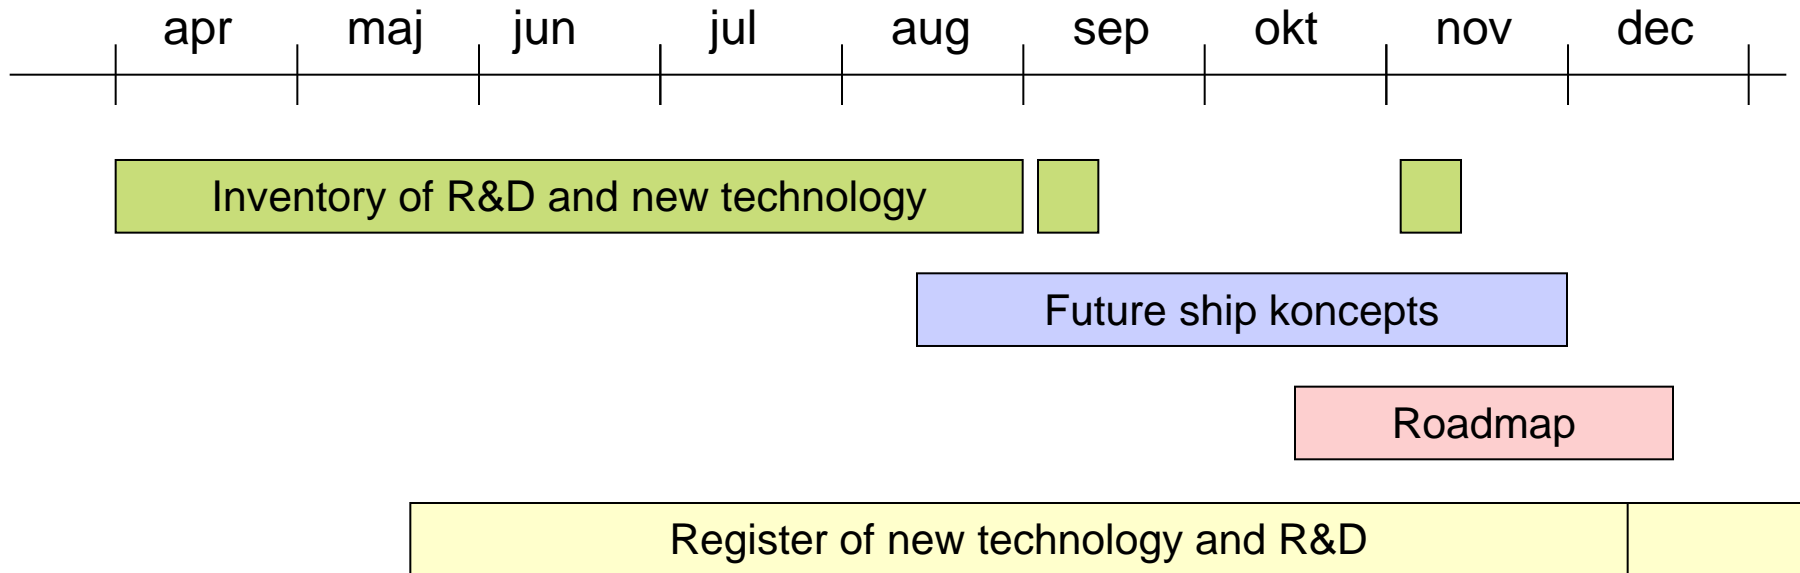 apr maj jun jul aug sep okt nov dec
Inventory of R&D and new technology
Future ship koncepts
Roadmap
Register of new technology and R&D